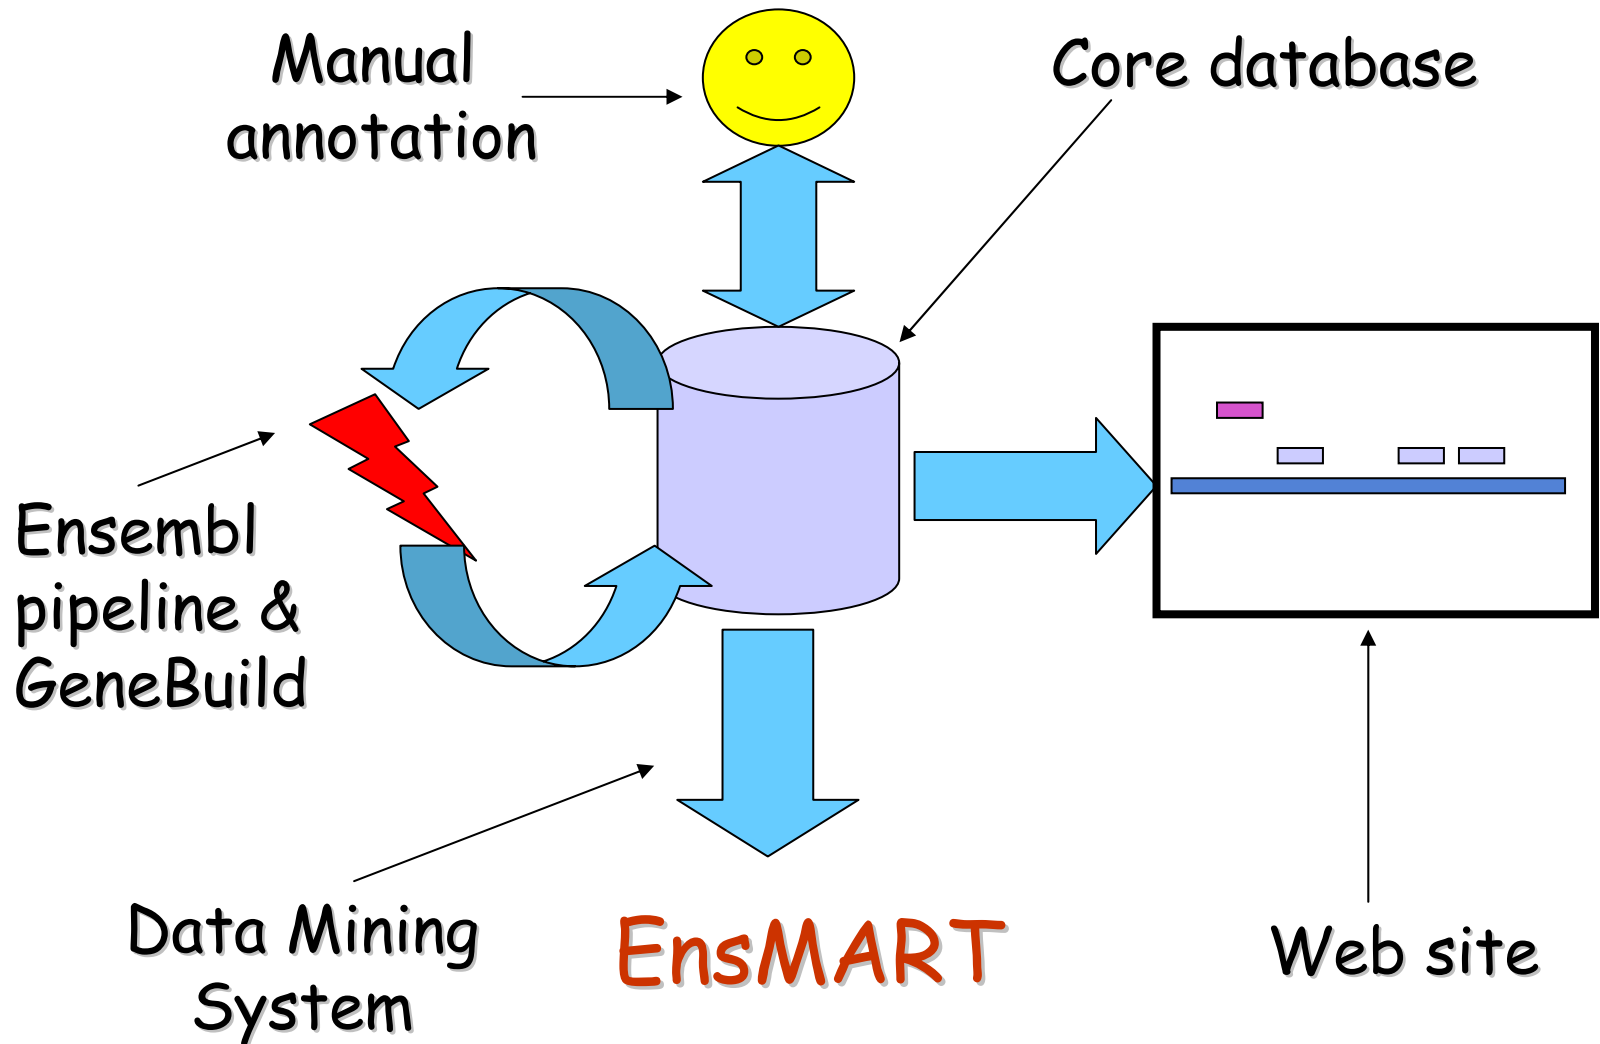 Manual
annotation
Core database
Ensembl
pipeline &
GeneBuild
Data Mining
System
EnsMART
Web site